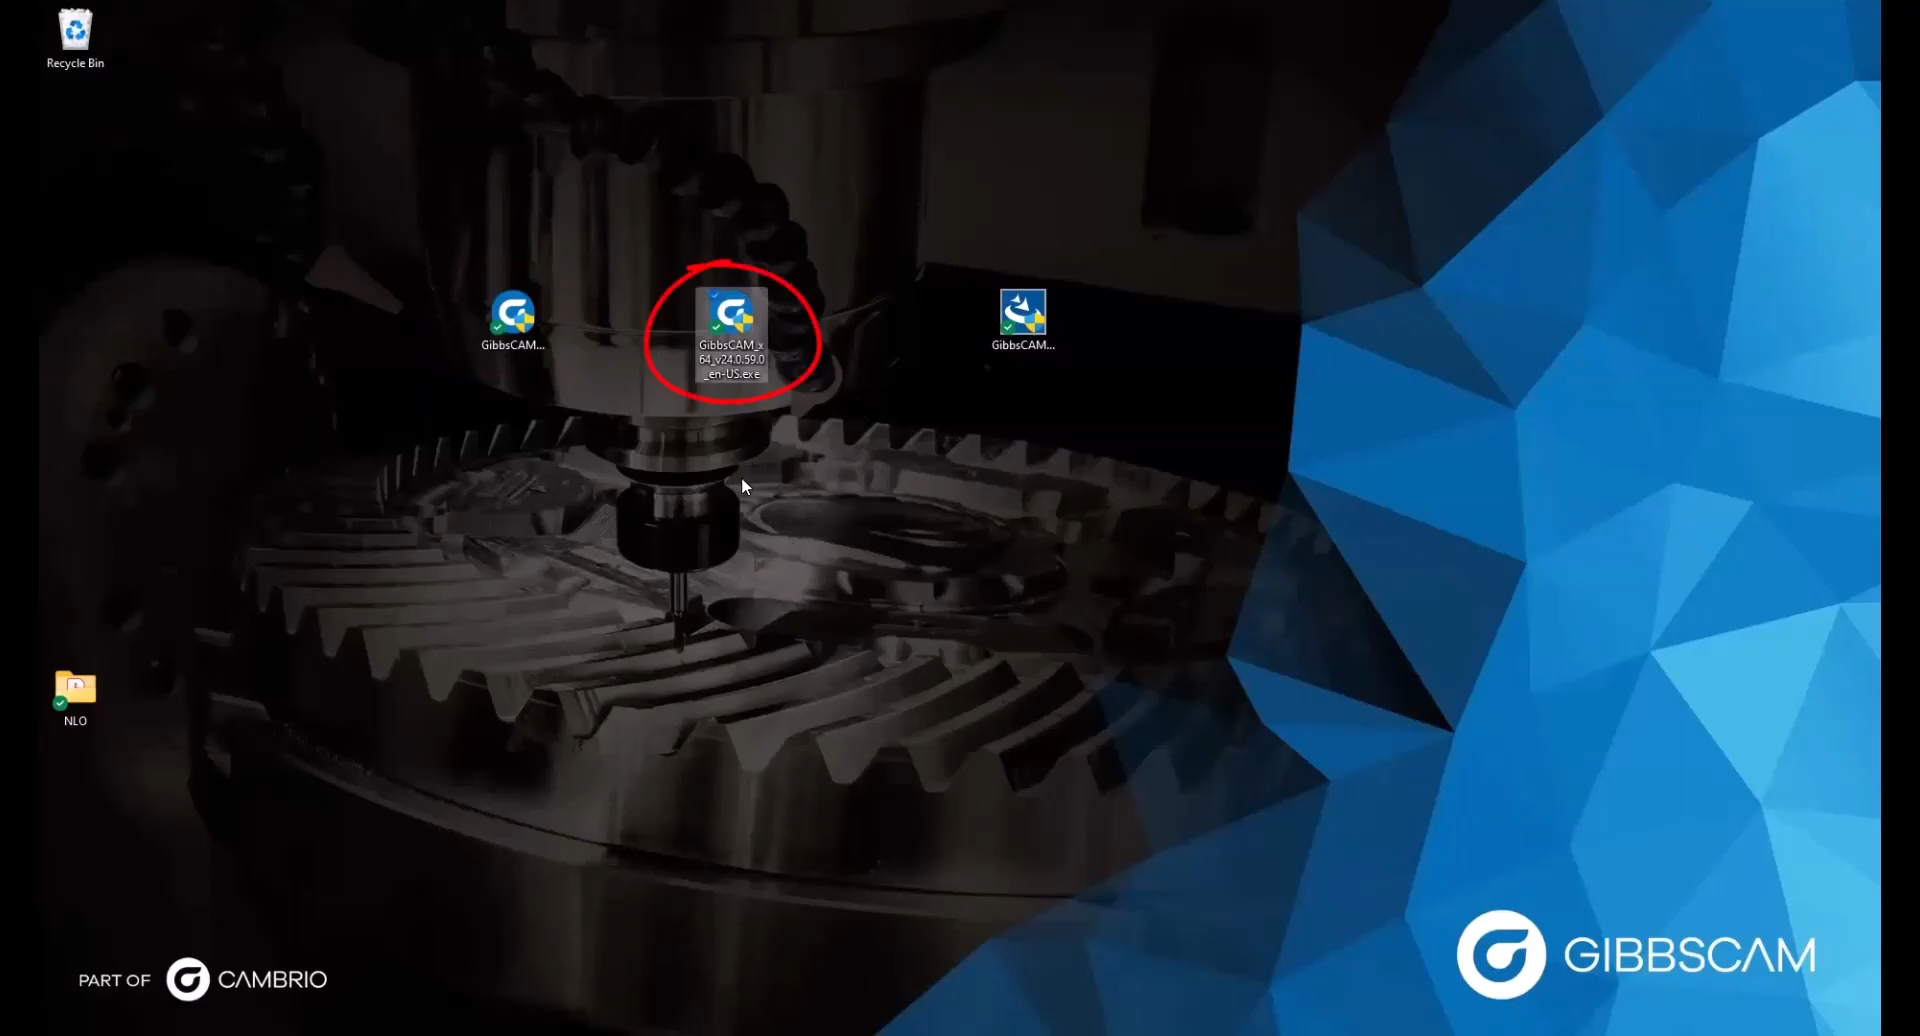 Recycle Bin
GibbsCAM...
GibbsCAM_x
64_v24.0.59.0
_en-US.exe
GibbsCAM...
NLO
PART OF CAMBRIO
GIBBSCAM